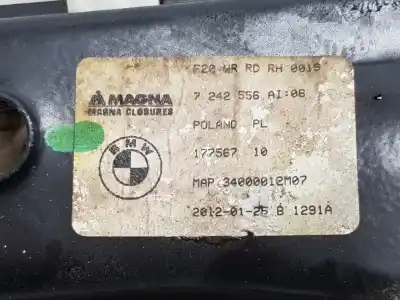 F20 WR RD RH 0019
MAGNA
MAGNA CLOSURES
7 242 556 AI:06
POLAND PL
BMW
177567 10
MAP 34000012M07
2012-01-25 B 1291A